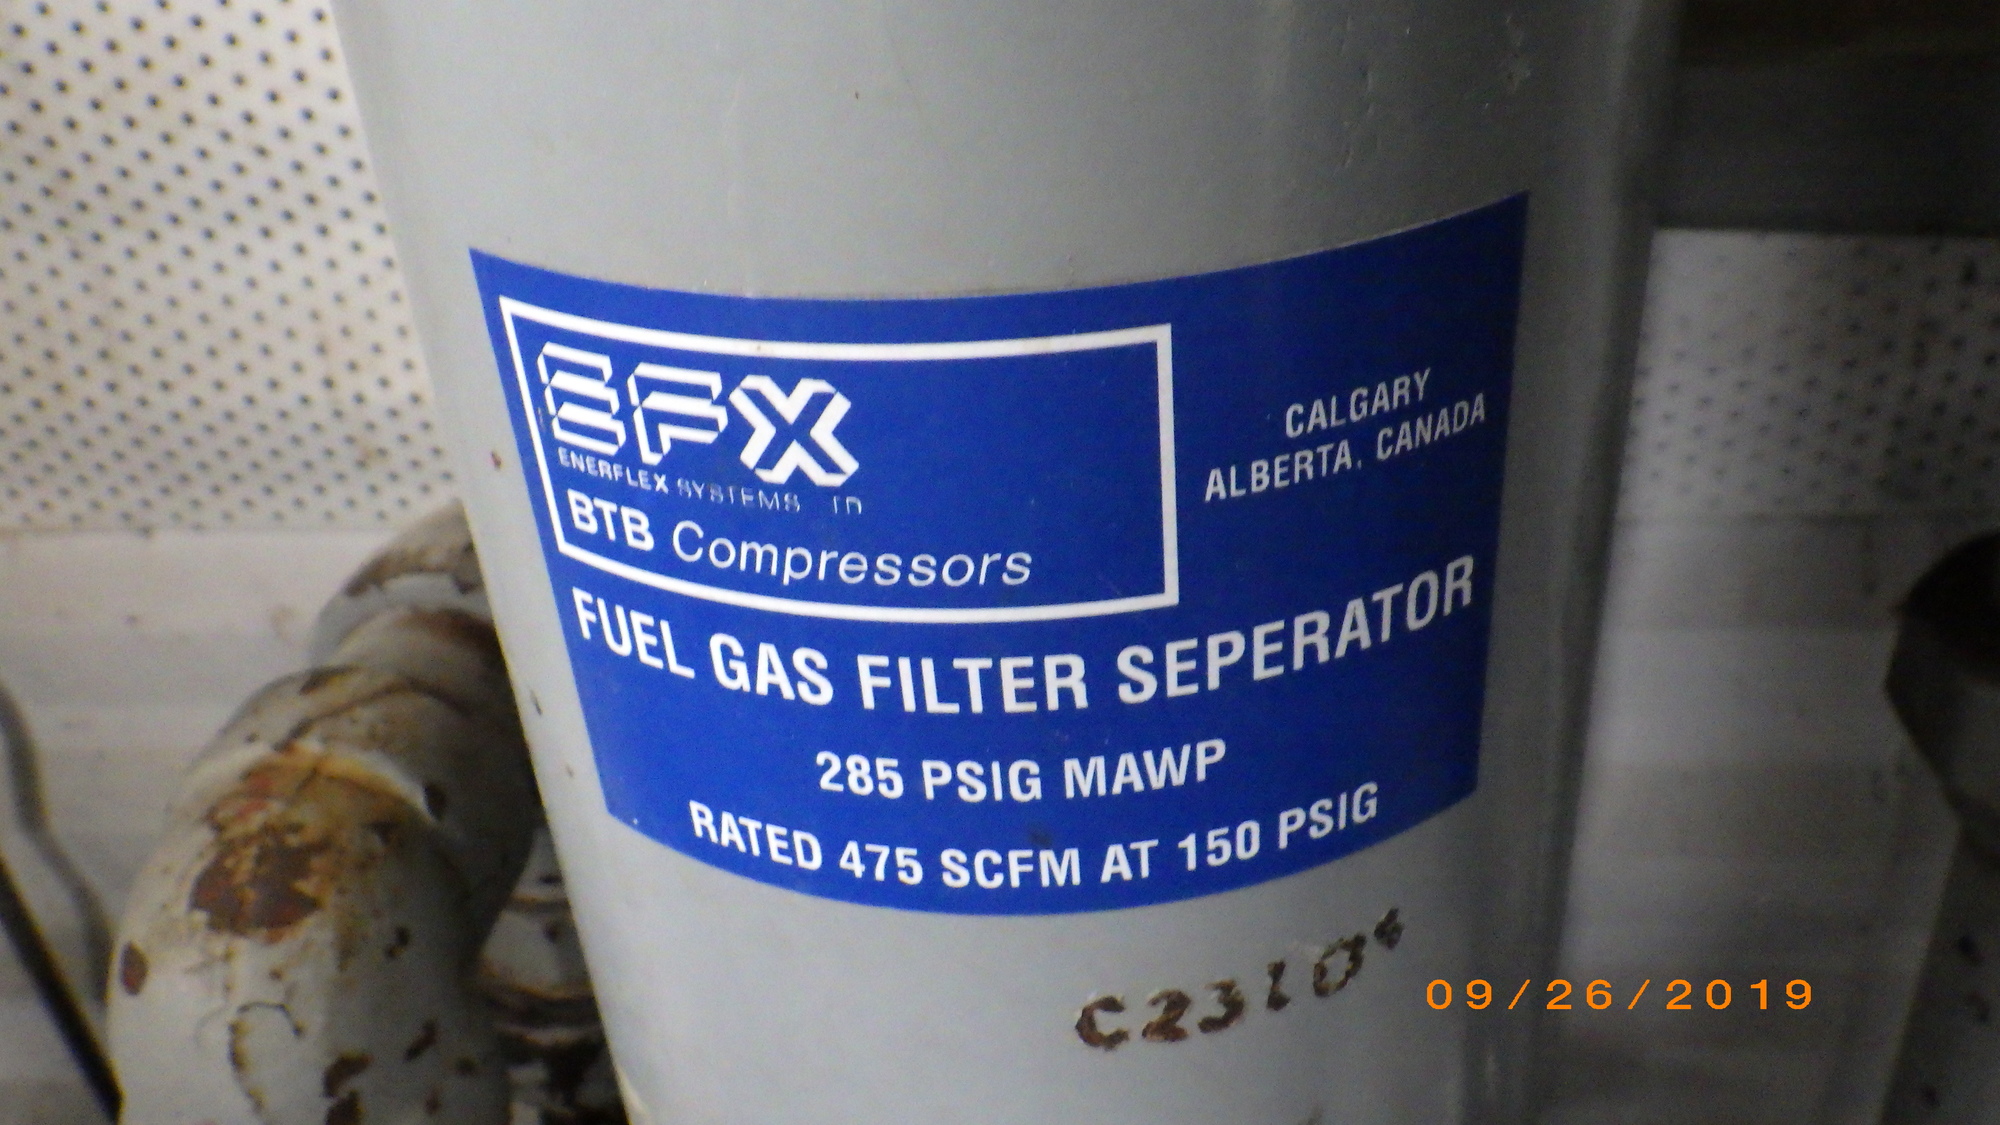 EFX
ENERFLEX SYSTEMS
BTB Compressors
CALGARY
ALBERTA, CANADA
FUEL GAS FILTER SEPERATOR
285 PSIG MAWP
RATED 475 SCFM AT 150 PSIG
09/26/2019